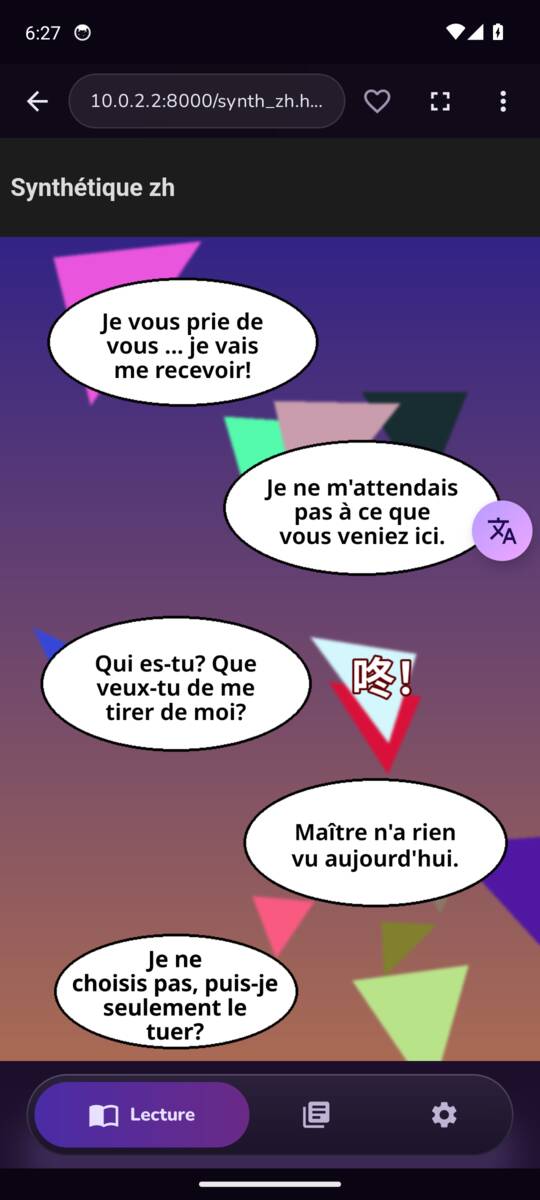 6:27
10.0.2.2:8000/synth_zh.h...
Synthétique zh
Je vous prie de
vous ... je vais
me recevoir!
Je ne m'attendais
pas à ce que
vous veniez ici.
Qui es-tu? Que
veux-tu de me
tirer de moi?
咚!
Maître n'a rien
vu aujourd'hui.
Je ne
choisis pas, puis-je
seulement le
tuer?
Lecture